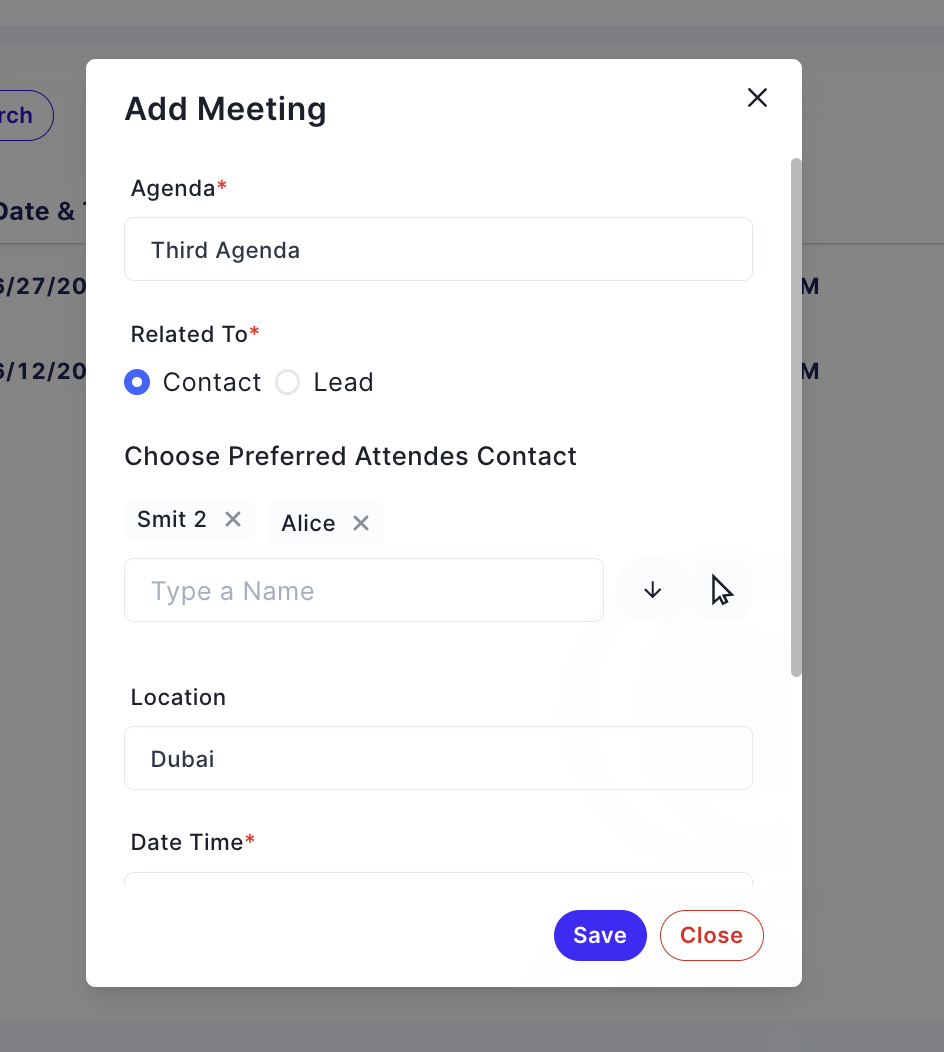 Add Meeting
rch
Agenda*
Date &
Third Agenda
6/27/20 M
Related To*
6/12/20 M
Contact Lead
Choose Preferred Attendes Contact
Smit 2 Alice
Type a Name
Location
Dubai
Date Time*
Save Close